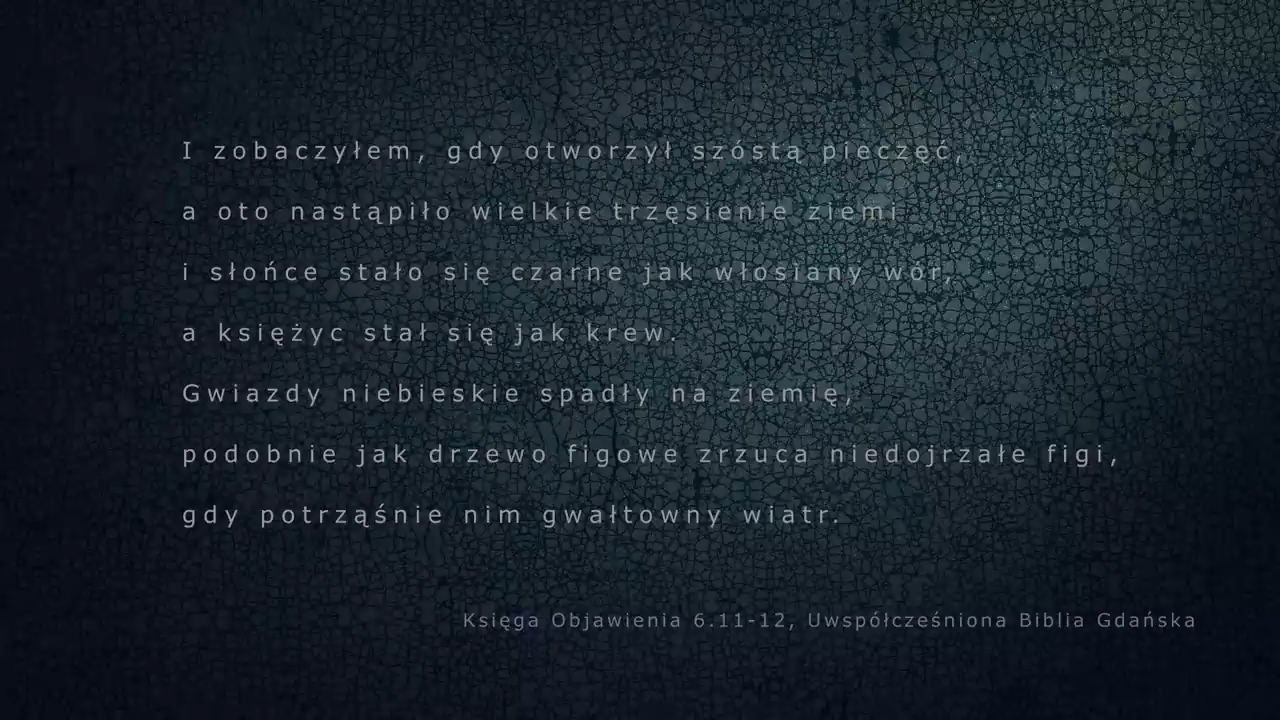 I zobaczyłem, gdy otworzył szóstą pieczęć,
a oto nastąpiło wielkie trzęsienie ziemi
i słońce stało się czarne jak włosiany wór,
a księżyc stał się jak krew.
Gwiazdy niebieskie spadły na ziemię,
podobnie jak drzewo figowe zrzuca niedojrzałe figi,
gdy potrząśnie nim gwałtowny wiatr.
Księga Objawienia 6.11-12, Uwspółcześniona Biblia Gdańska